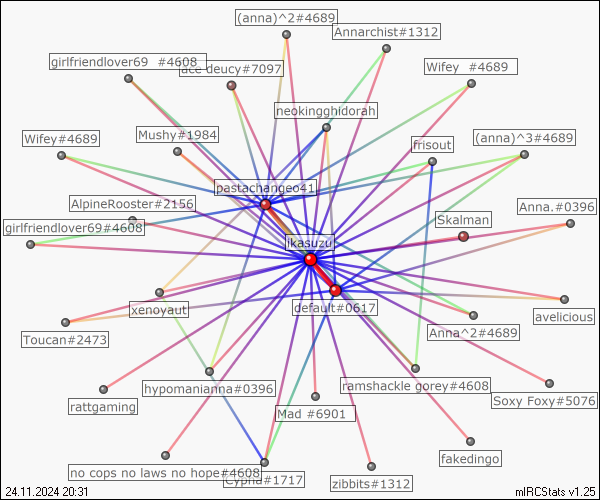 (anna)^2#4689
Annarchist#1312
girlfriendlover69 #4608
ace deucy#7097
Wifey #4689
neokingghidorah
Wifey#4689
Mushy#1984
frisout
(anna)^3#4689
pastachangeo41
AlpineRooster#2156
Anna.#0396
girlfriendlover69#4608
Skalman
ikasuzu
xenoyaut
default#0617
avelicious
Toucan#2473
Anna^2#4689
hypomanianna#0396
ramshackle gorey#4608
rattgaming
Mad #6901
Soxy Foxy#5076
no cops no laws no hope#4608
Cypha#1717
zibbits#1312
fakedingo
24.11.2024 20:31
mIRCStats v1.25